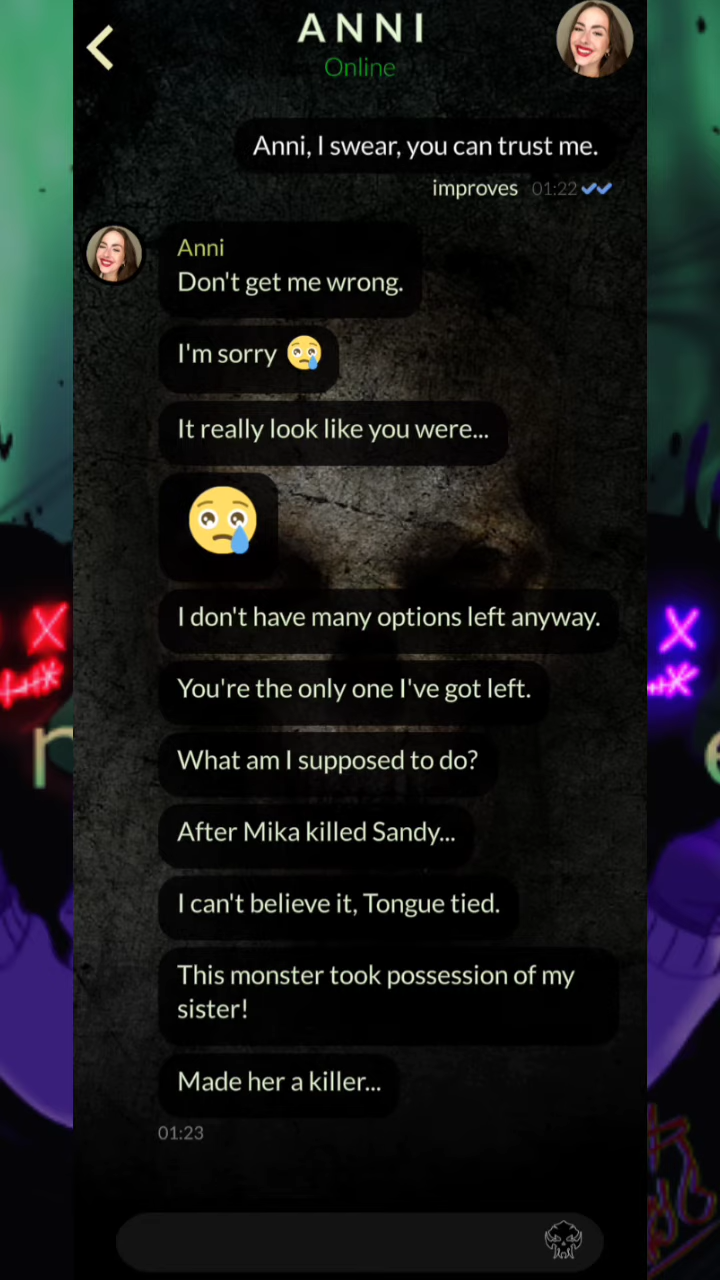 ANNI
Online
Anni, I swear, you can trust me.
improves 01:22
Anni
Don't get me wrong.
I'm sorry 😢
It really look like you were...
😢
I don't have many options left anyway.
You're the only one I've got left.
What am I supposed to do?
After Mika killed Sandy...
I can't believe it, Tongue tied.
This monster took possession of my
sister!
Made her a killer...
01:23